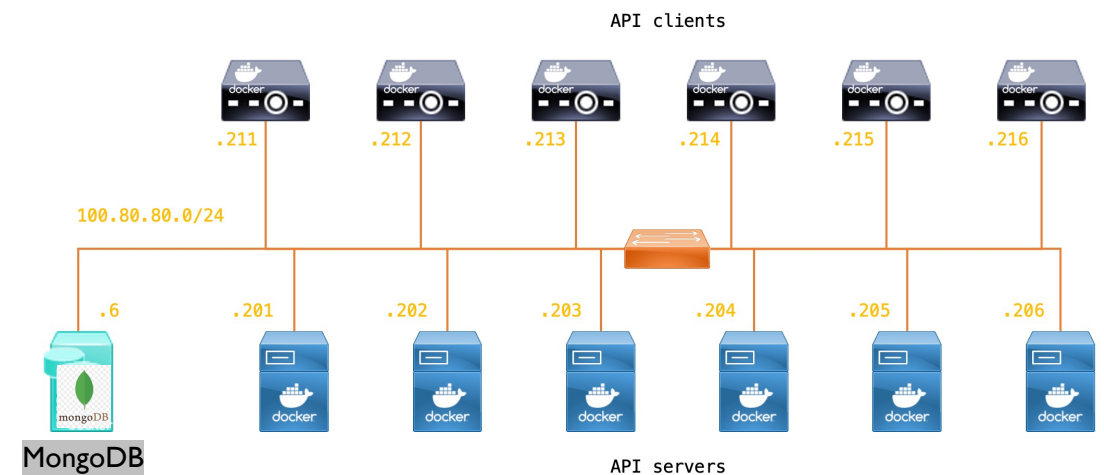 API clients
docker docker docker docker docker docker
.211 .212 .213 .214 .215 .216
100.80.80.0/24
.6 .201 .202 .203 .204 .205 .206
mongoDB docker docker docker docker docker docker
MongoDB
API servers